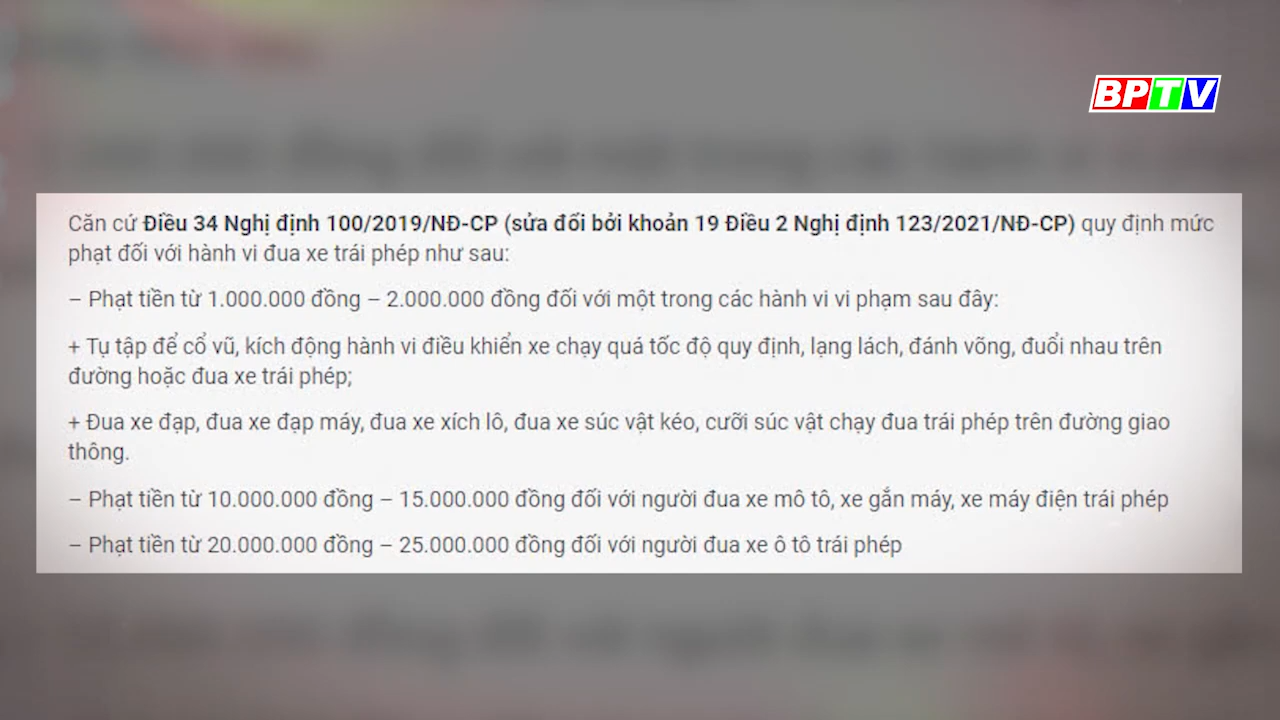 BPTV
Căn cứ Điều 34 Nghị định 100/2019/NĐ-CP (sửa đổi bởi khoản 19 Điều 2 Nghị định 123/2021/NĐ-CP) quy định mức
phạt đối với hành vi đua xe trái phép như sau:
– Phạt tiền từ 1.000.000 đồng – 2.000.000 đồng đối với một trong các hành vi vi phạm sau đây:
+ Tụ tập để cổ vũ, kích động hành vi điều khiển xe chạy quá tốc độ quy định, lạng lách, đánh võng, đuổi nhau trên
đường hoặc đua xe trái phép;
+ Đua xe đạp, đua xe đạp máy, đua xe xích lô, đua xe súc vật kéo, cưỡi súc vật chạy đua trái phép trên đường giao
thông.
– Phạt tiền từ 10.000.000 đồng – 15.000.000 đồng đối với người đua xe mô tô, xe gắn máy, xe máy điện trái phép
– Phạt tiền từ 20.000.000 đồng – 25.000.000 đồng đối với người đua xe ô tô trái phép